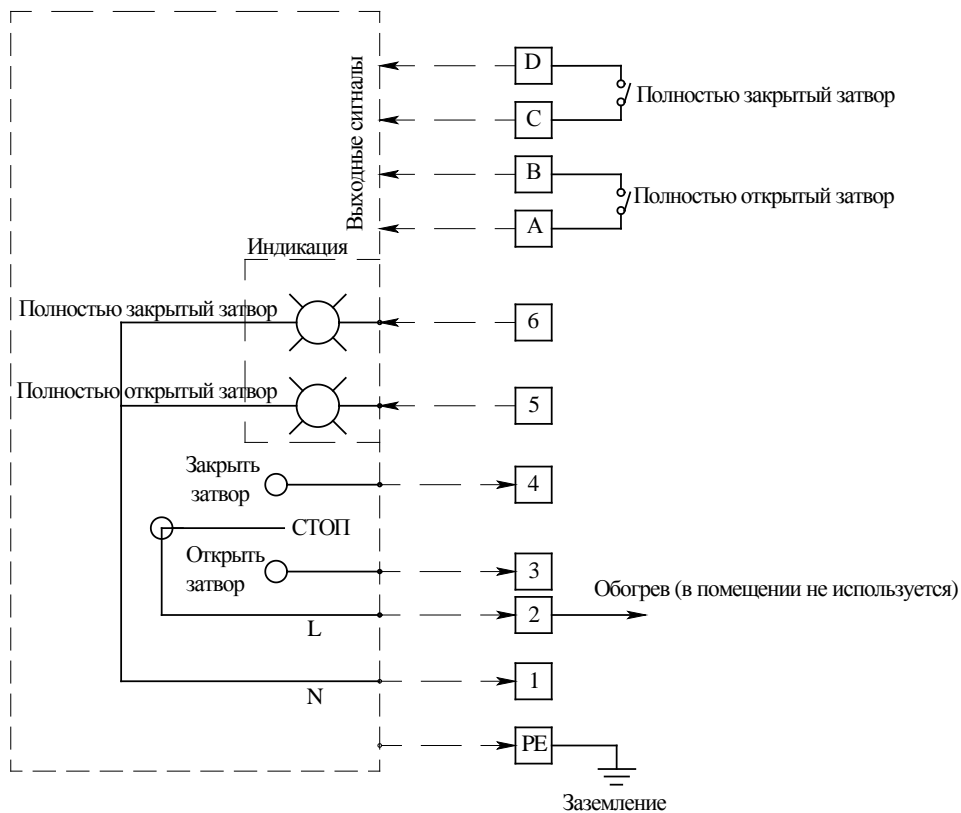 D
Полностью закрытый затвор
C
Выходные сигналы
B
Полностью открытый затвор
A
Индикация
Полностью закрытый затвор
6
Полностью открытый затвор
5
Закрыть
затвор
4
СТОП
Открыть
затвор
3
Обогрев (в помещении не используется)
2
L
1
N
PE
Заземление